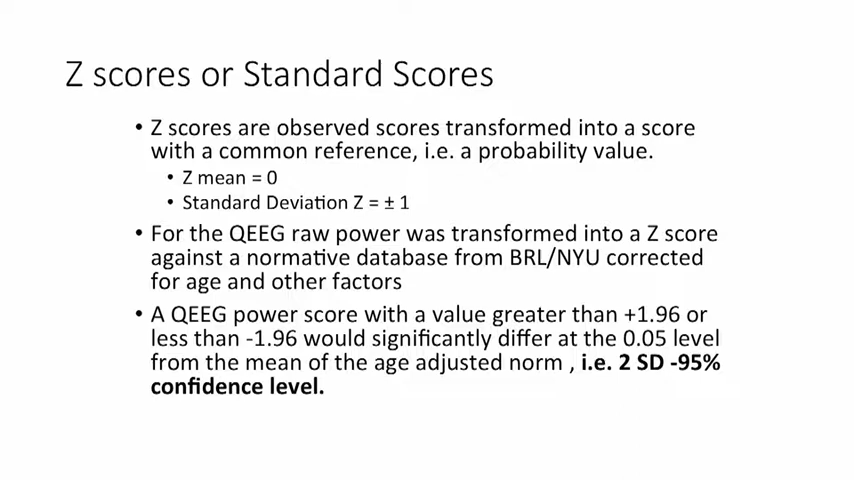 Z scores or Standard Scores
• Z scores are observed scores transformed into a score
with a common reference, i.e. a probability value.
• Z mean = 0
• Standard Deviation Z = ± 1
• For the QEEG raw power was transformed into a Z score
against a normative database from BRL/NYU corrected
for age and other factors
• A QEEG power score with a value greater than +1.96 or
less than -1.96 would significantly differ at the 0.05 level
from the mean of the age adjusted norm , i.e. 2 SD -95%
confidence level.